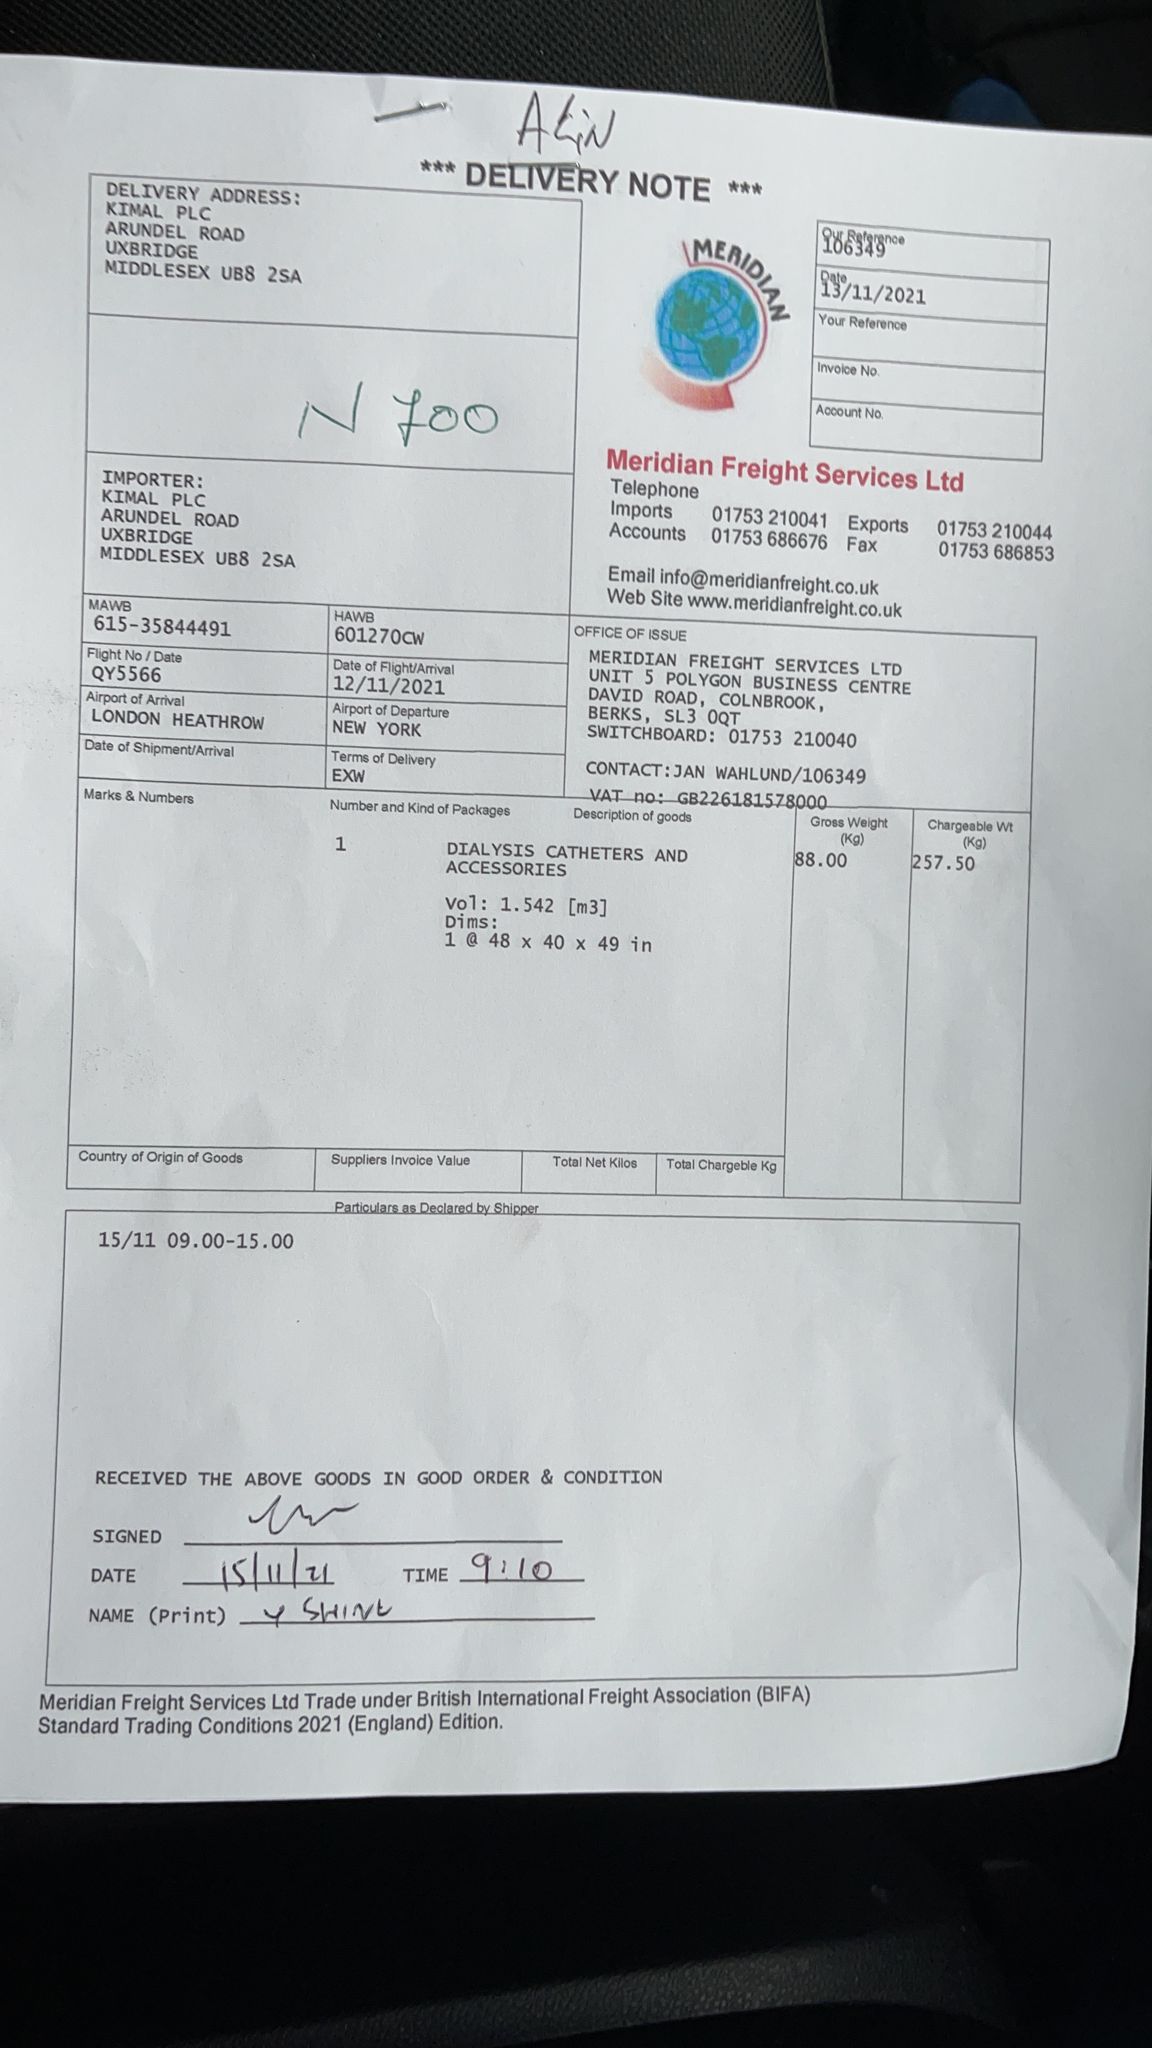 AKIN
*** DELIVERY NOTE ***
DELIVERY ADDRESS:
KIMAL PLC
ARUNDEL ROAD
UXBRIDGE
MIDDLESEX UB8 2SA
MERIDIAN
Our Reference
106349
Date
13/11/2021
Your Reference
Invoice No.
Account No.
N 700
IMPORTER:
KIMAL PLC
ARUNDEL ROAD
UXBRIDGE
MIDDLESEX UB8 2SA
Meridian Freight Services Ltd
Telephone
Imports 01753 210041 Exports 01753 210044
Accounts 01753 686676 Fax 01753 686853
Email info@meridianfreight.co.uk
Web Site www.meridianfreight.co.uk
MAWB
615-35844491
HAWB
601270CW
Flight No / Date
QY5566
Date of Flight/Arrival
12/11/2021
Airport of Arrival
LONDON HEATHROW
Airport of Departure
NEW YORK
Date of Shipment/Arrival
Terms of Delivery
EXW
OFFICE OF ISSUE
MERIDIAN FREIGHT SERVICES LTD
UNIT 5 POLYGON BUSINESS CENTRE
DAVID ROAD, COLNBROOK,
BERKS, SL3 0QT
SWITCHBOARD: 01753 210040
CONTACT:JAN WAHLUND/106349
VAT no: GB226181578000
Marks & Numbers
Number and Kind of Packages
Description of goods
Gross Weight
(Kg)
Chargeable Wt
(Kg)
1
DIALYSIS CATHETERS AND
ACCESSORIES
88.00
257.50
Vol: 1.542 [m3]
Dims:
1 @ 48 x 40 x 49 in
Country of Origin of Goods
Suppliers Invoice Value
Total Net Kilos
Total Chargeble Kg
Particulars as Declared by Shipper
15/11 09.00-15.00
RECEIVED THE ABOVE GOODS IN GOOD ORDER & CONDITION
SIGNED
DATE 15/11/21 TIME 9:10
NAME (Print) Y SHINE
Meridian Freight Services Ltd Trade under British International Freight Association (BIFA)
Standard Trading Conditions 2021 (England) Edition.